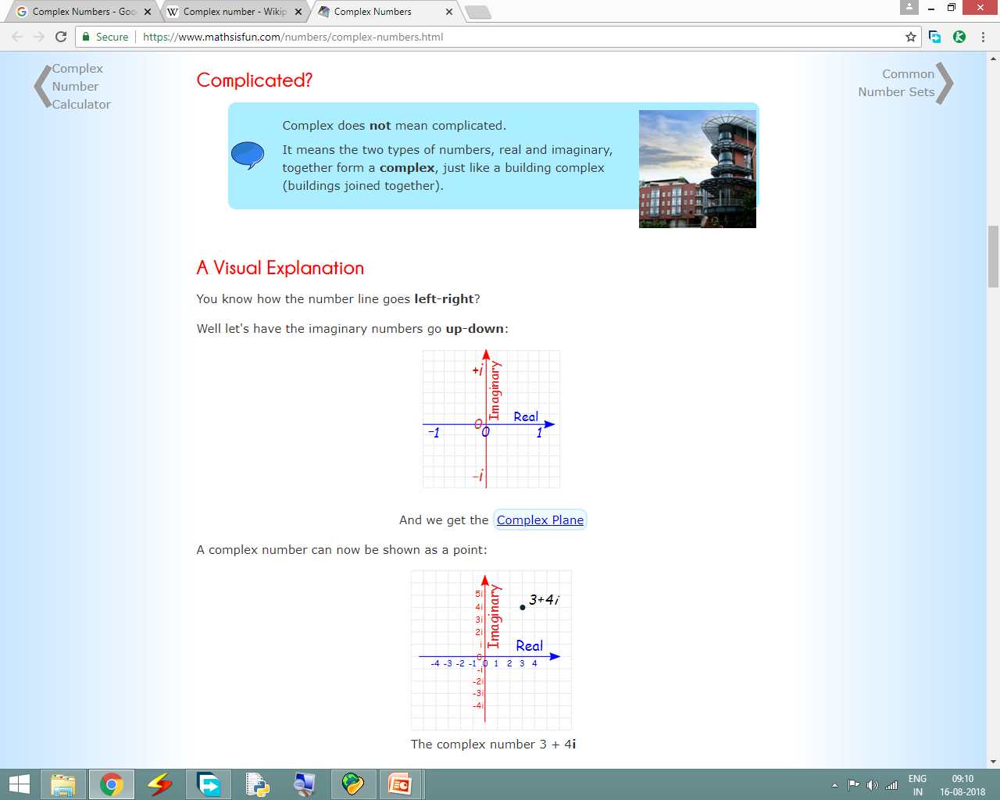 Complex Numbers - Goo
Complex number - Wikip
Complex Numbers
Secure
https://www.mathsisfun.com/numbers/complex-numbers.html
Complex
Number
Calculator
Common
Number Sets
Complicated?
Complex does not mean complicated.
It means the two types of numbers, real and imaginary,
together form a complex, just like a building complex
(buildings joined together).
A Visual Explanation
You know how the number line goes left-right?
Well let's have the imaginary numbers go up-down:
+i
Imaginary
Real
0
-1 0 1
-i
And we get the Complex Plane
A complex number can now be shown as a point:
Imaginary
5i
3+4i
4i
3i
2i
i
Real
0
-4 -3 -2 -1 0 1 2 3 4
-i
-2i
-3i
-4i
The complex number 3 + 4i
ENG
IN
09:10
16-08-2018